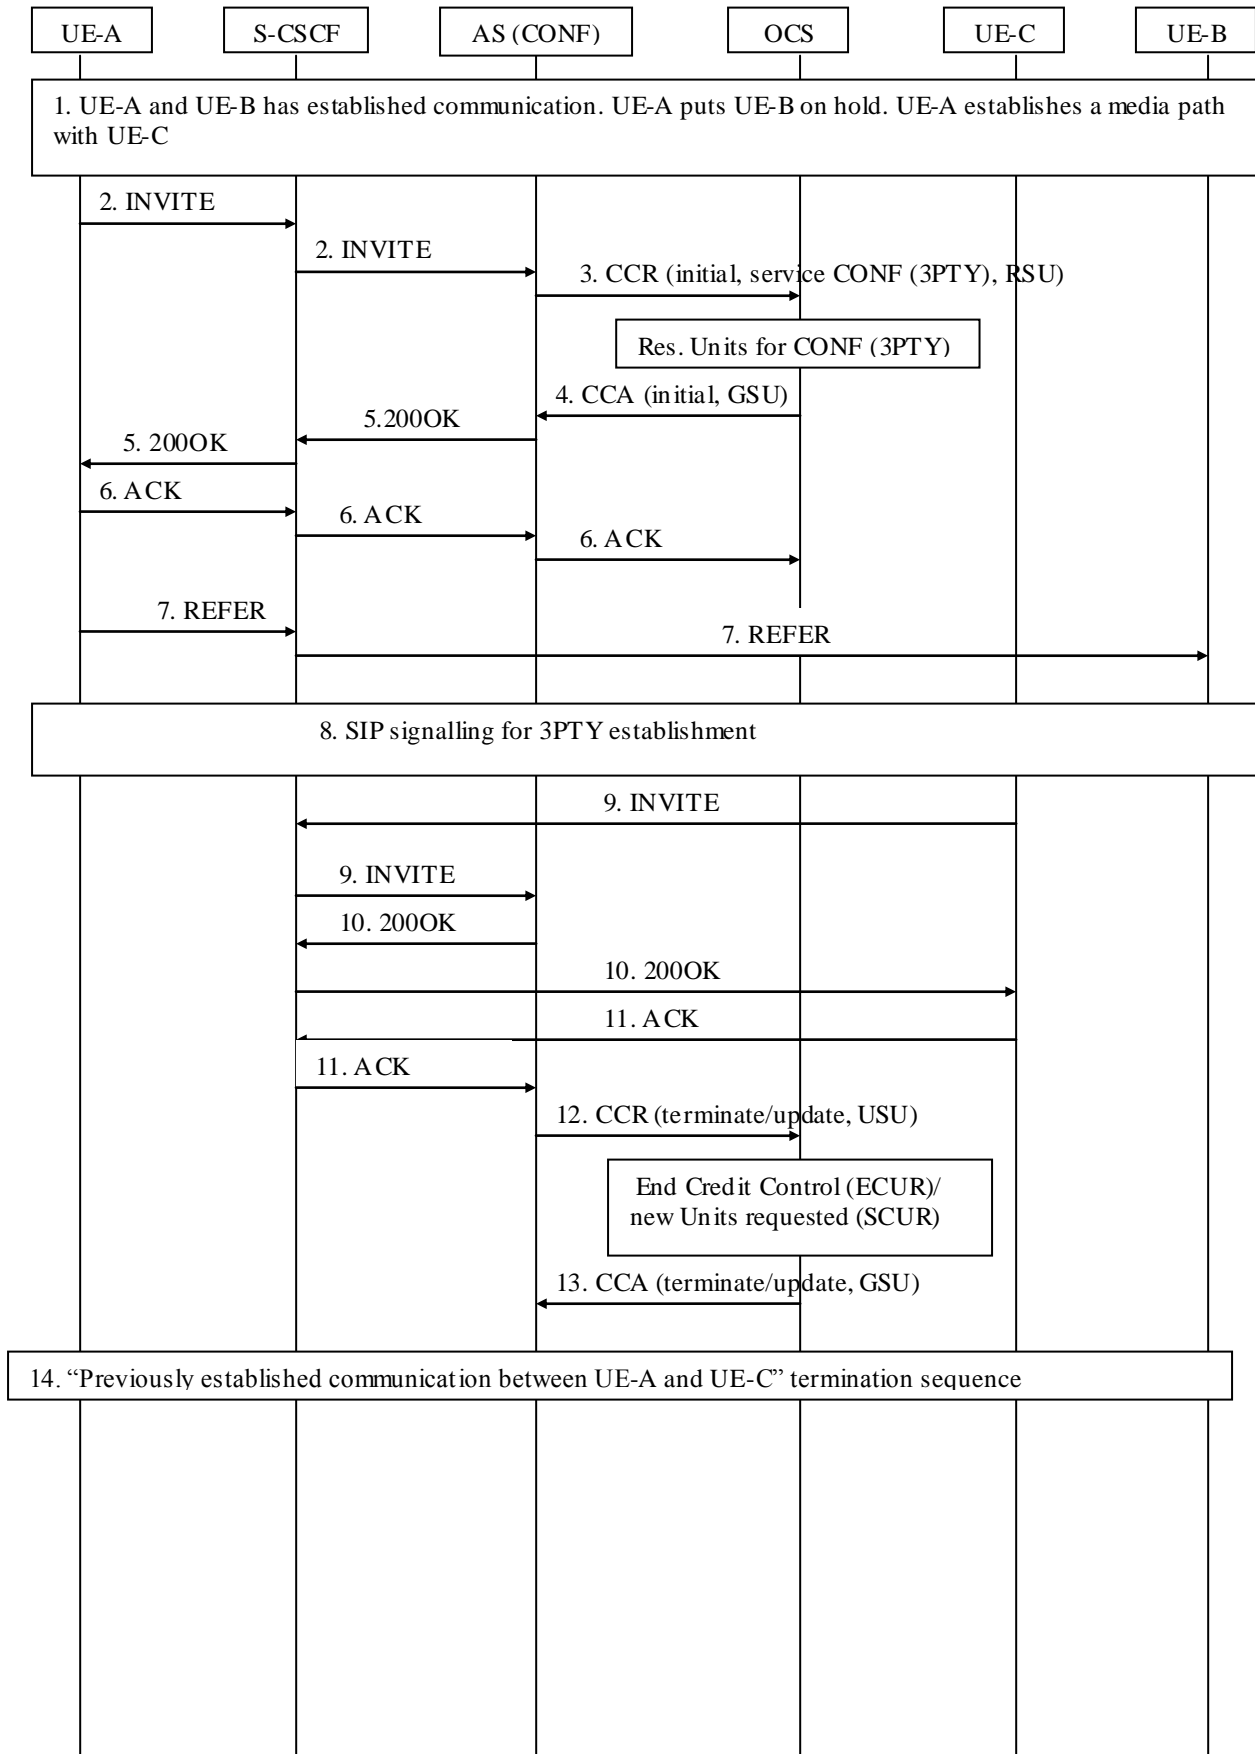 UE-A
S-CSCF
AS (CONF)
OCS
UE-C
UE-B
1. UE-A and UE-B has established communication. UE-A puts UE-B on hold. UE-A establishes a media path
with UE-C
2. INVITE
2. INVITE
3. CCR (initial, service CONF (3PTY), RSU)
Res. Units for CONF (3PTY)
4. CCA (initial, GSU)
5.200OK
5. 200OK
6. ACK
6. ACK
6. ACK
7. REFER
7. REFER
8. SIP signalling for 3PTY establishment
9. INVITE
9. INVITE
10. 200OK
10. 200OK
11. ACK
11. ACK
12. CCR (terminate/update, USU)
End Credit Control (ECUR)/
new Units requested (SCUR)
13. CCA (terminate/update, GSU)
14. “Previously established communication between UE-A and UE-C” termination sequence